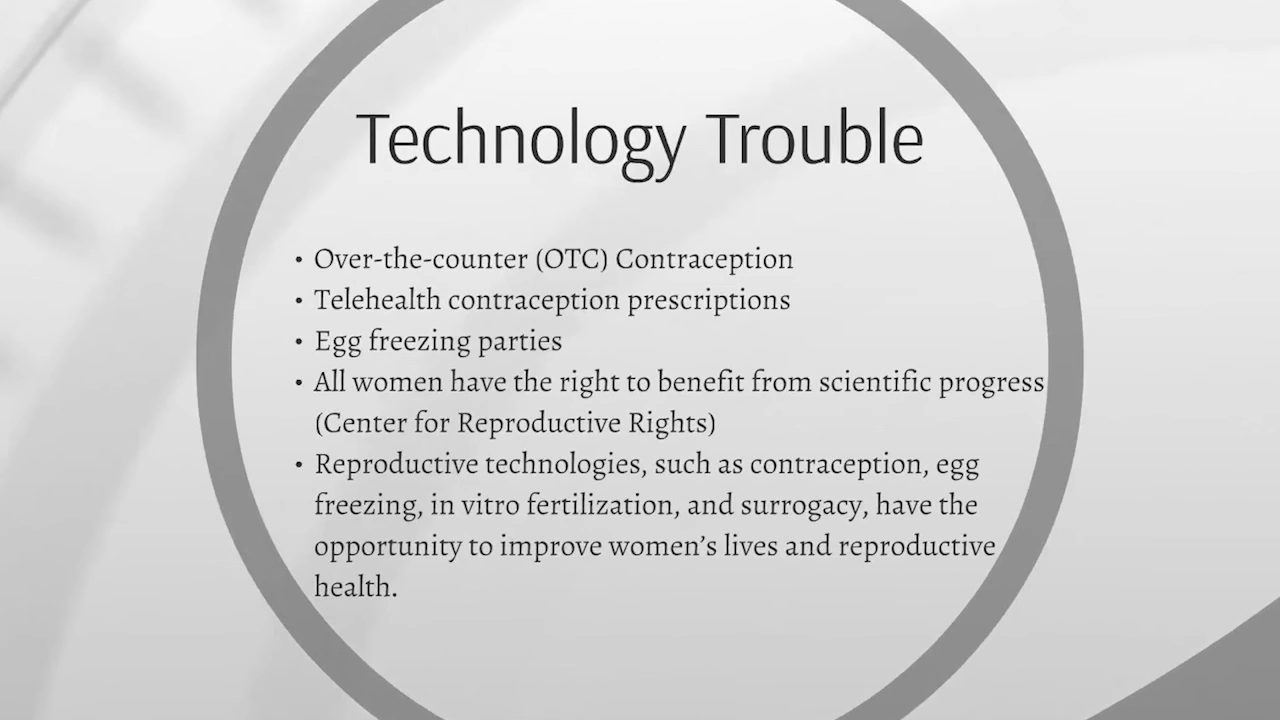 Technology Trouble
• Over-the-counter (OTC) Contraception
• Telehealth contraception prescriptions
• Egg freezing parties
• All women have the right to benefit from scientific progress
(Center for Reproductive Rights)
• Reproductive technologies, such as contraception, egg
freezing, in vitro fertilization, and surrogacy, have the
opportunity to improve women’s lives and reproductive
health.